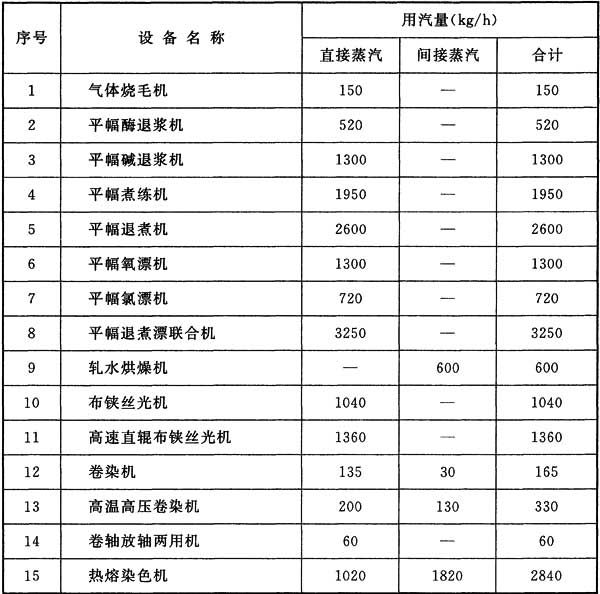 序号 设备名称 用汽量(kg/h)
直接蒸汽 间接蒸汽 合计
1 气体烧毛机 150 — 150
2 平幅酶退浆机 520 — 520
3 平幅碱退浆机 1300 — 1300
4 平幅煮练机 1950 — 1950
5 平幅退煮机 2600 — 2600
6 平幅氧漂机 1300 — 1300
7 平幅氯漂机 720 — 720
8 平幅退煮漂联合机 3250 — 3250
9 轧水烘燥机 — 600 600
10 布铗丝光机 1040 — 1040
11 高速直辊布铗丝光机 1360 — 1360
12 卷染机 135 30 165
13 高温高压卷染机 200 130 330
14 卷轴放轴两用机 60 — 60
15 热熔染色机 1020 1820 2840